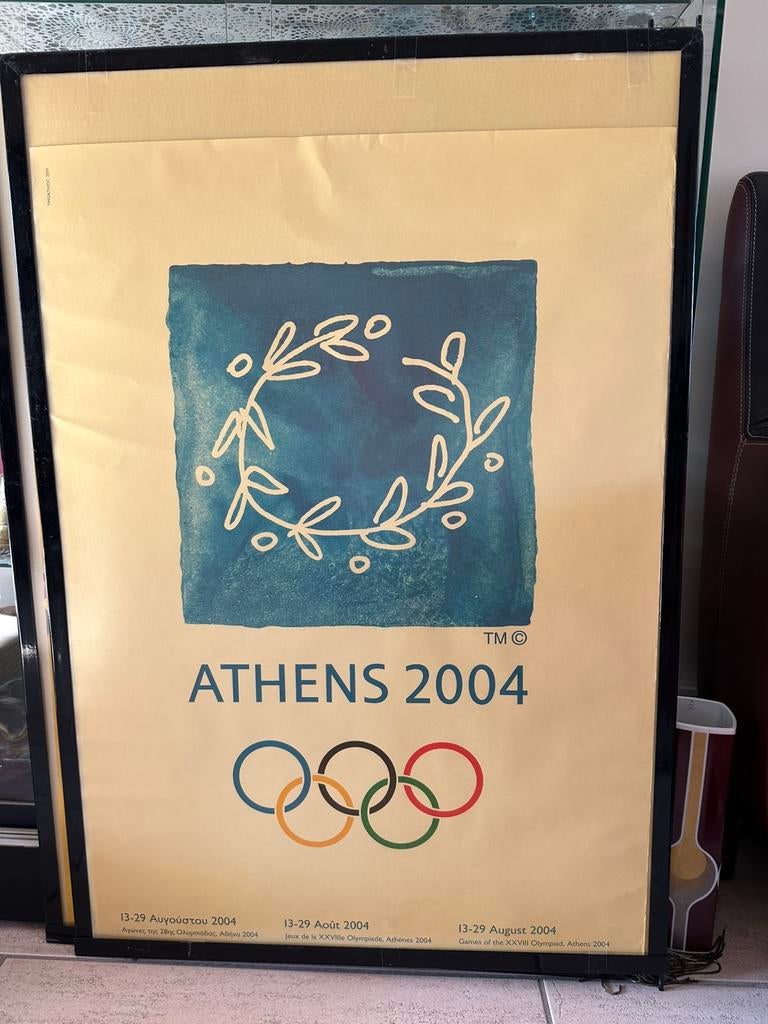 TM ©
ATHENS 2004
13-29 Αυγούστου 2004
Αγώνες της 28ης Ολυμπιάδας, Αθήνα 2004
13-29 Août 2004
Jeux de la XXVIIIe Olympiade, Athènes 2004
13-29 August 2004
Games of the XXVIII Olympiad, Athens 2004